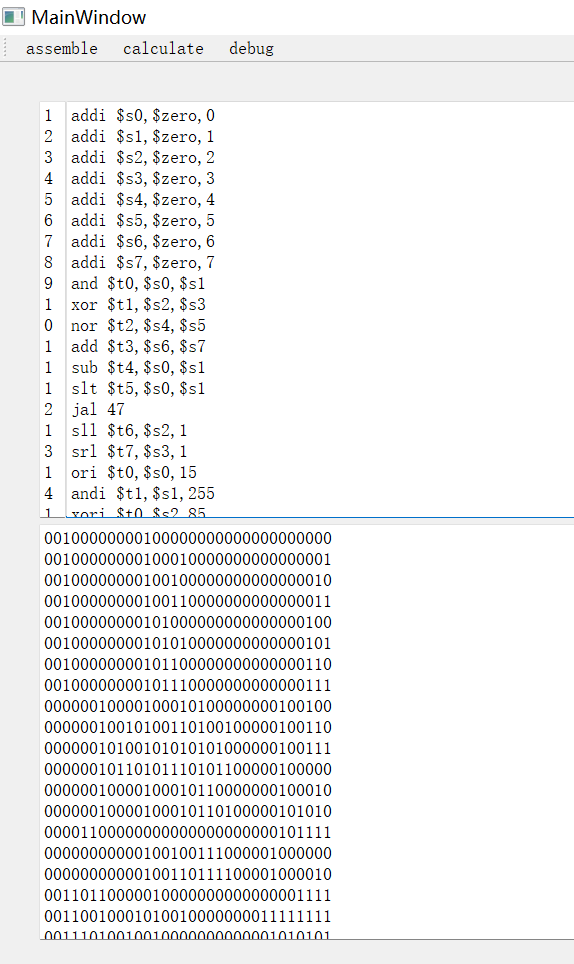 MainWindow
assemble calculate debug
1 addi $s0,$zero,0
2 addi $s1,$zero,1
3 addi $s2,$zero,2
4 addi $s3,$zero,3
5 addi $s4,$zero,4
6 addi $s5,$zero,5
7 addi $s6,$zero,6
8 addi $s7,$zero,7
9 and $t0,$s0,$s1
1 xor $t1,$s2,$s3
0 nor $t2,$s4,$s5
1 add $t3,$s6,$s7
1 sub $t4,$s0,$s1
1 slt $t5,$s0,$s1
2 jal 47
1 sll $t6,$s2,1
3 srl $t7,$s3,1
1 ori $t0,$s0,15
4 andi $t1,$s1,255
1 xori $t0,$s2,85
00100000000100000000000000000000
00100000000100010000000000000001
00100000000100100000000000000010
00100000000100110000000000000011
00100000000101000000000000000100
00100000000101010000000000000101
00100000000101100000000000000110
00100000000101110000000000000111
00000010000100010100000000100100
00000010010100110100100000100110
00000010100101010101000000100111
00000010110101110101100000100000
00000010000100010110000000100010
00000010000100010110100000101010
00001100000000000000000000101111
00000000000100100111000001000000
00000000000100110111100001000010
00110110000010000000000000001111
00110010001010010000000011111111
00111010010010000000000001010101